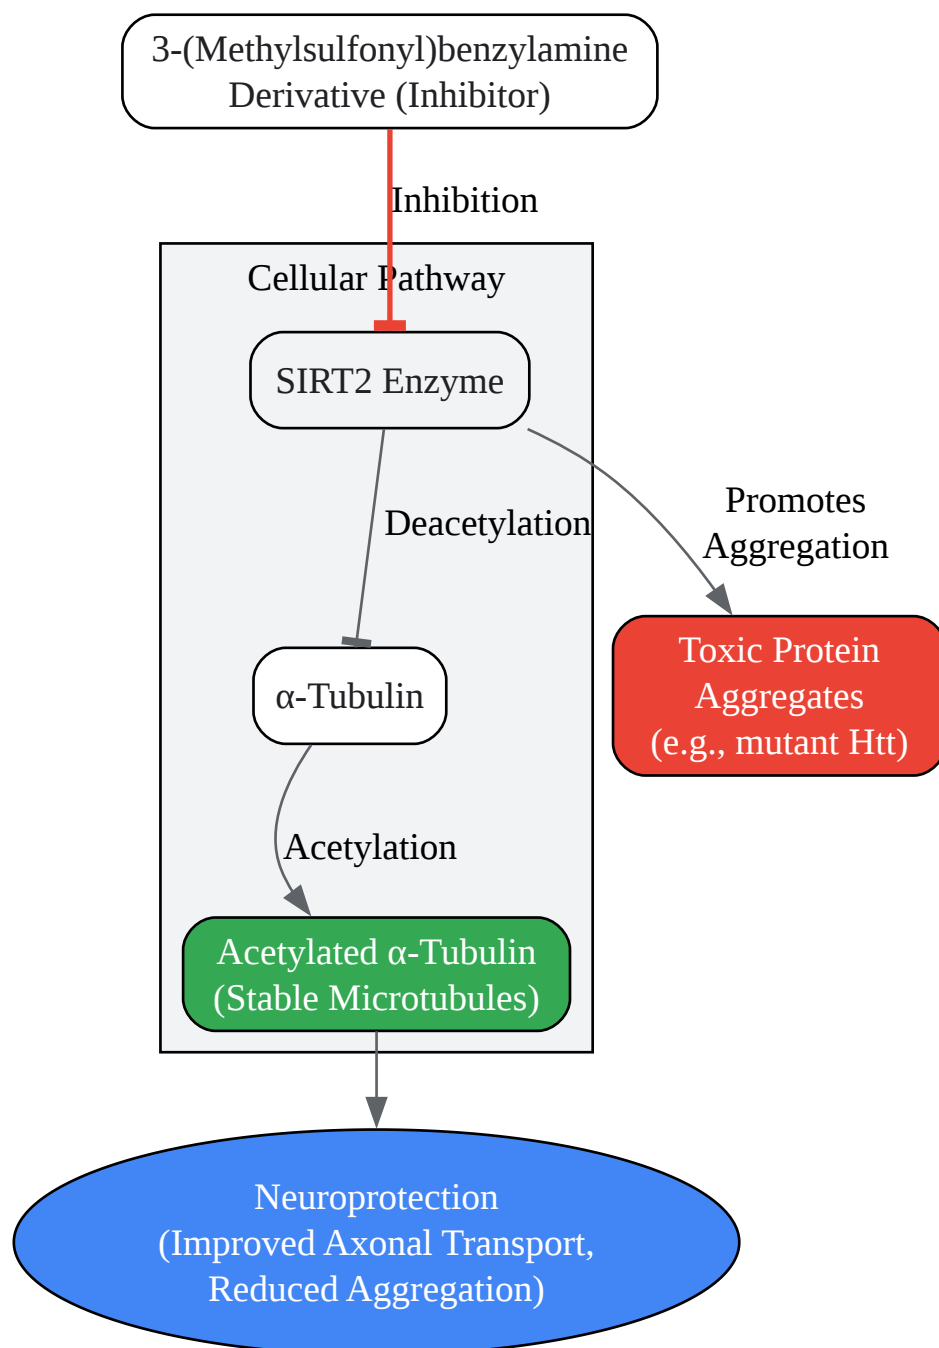 3-(Methylsulfonyl)benzylamine
Derivative (Inhibitor)
Inhibition
Cellular Pathway
SIRT2 Enzyme
Deacetylation
Promotes
Aggregation
Toxic Protein
Aggregates
(e.g., mutant Htt)
α-Tubulin
Acetylation
Acetylated α-Tubulin
(Stable Microtubules)
Neuroprotection
(Improved Axonal Transport,
Reduced Aggregation)